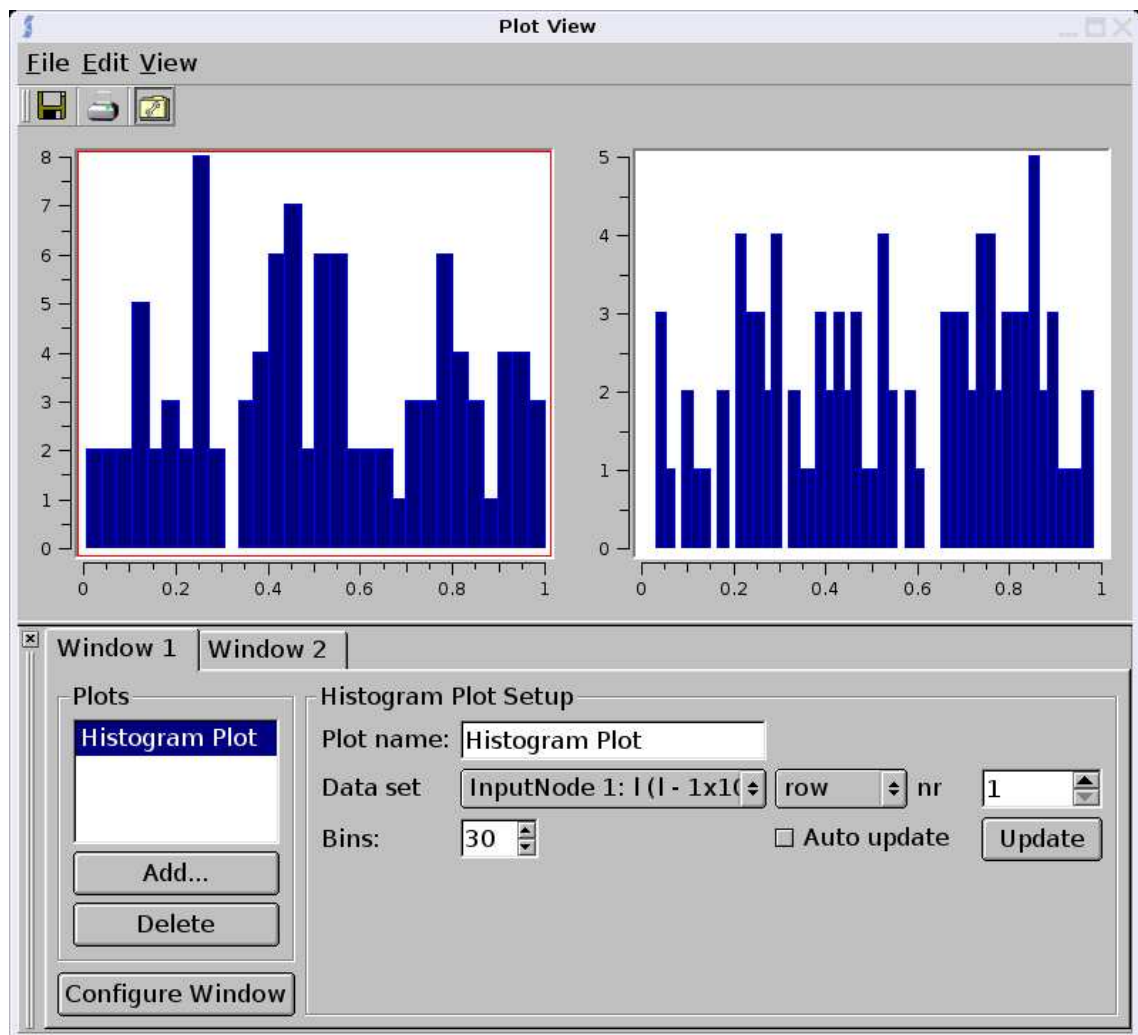 Plot View
File Edit View
8
7
6
5
4
3
2
1
0
0 0.2 0.4 0.6 0.8 1
5
4
3
2
1
0
0 0.2 0.4 0.6 0.8 1
Window 1 Window 2
Plots
Histogram Plot
Add...
Delete
Configure Window
Histogram Plot Setup
Plot name: Histogram Plot
Data set InputNode 1: I (I - 1x10 row nr 1
Bins: 30 Auto update Update